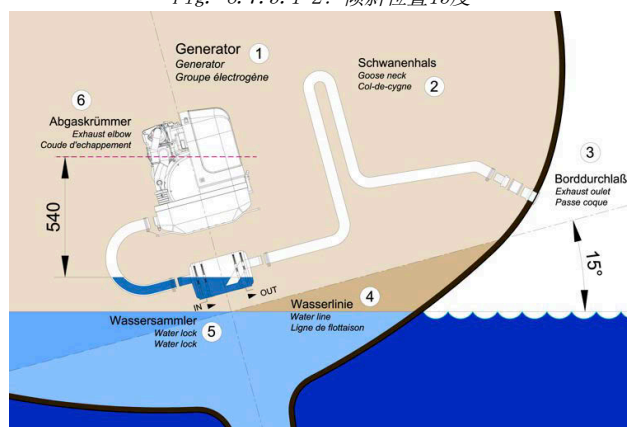 Fig. 6.4.3.1-2: 倾斜位置15度
Generator
1
Generator
Groupe électrogène
Schwanenhals
Goose neck
Col-de-cygne
2
6
Abgaskrümmer
Exhaust elbow
Coude d'echappement
3
Borddurchlaß
Exhaust oulet
Passe coque
540
15°
IN
OUT
Wasserlinie
4
Water line
Ligne de flottaison
Wassersammler
5
Water lock
Water lock